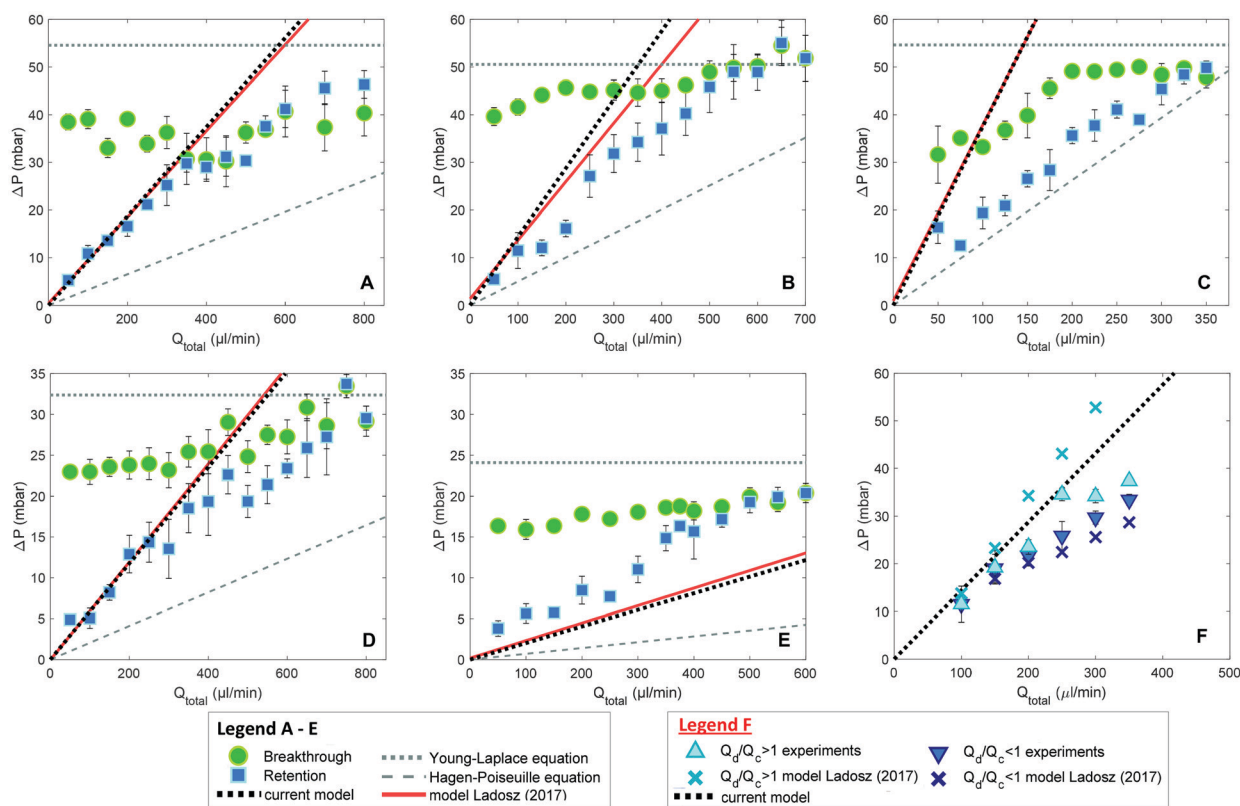 60
50
40
30
20
10
0
ΔP (mbar)
0 200 400 600 800
Q_total (μl/min)
A
60
50
40
30
20
10
0
ΔP (mbar)
0 100 200 300 400 500 600 700
Q_total (μl/min)
B
60
50
40
30
20
10
0
ΔP (mbar)
0 50 100 150 200 250 300 350
Q_total (μl/min)
C
35
30
25
20
15
10
5
0
ΔP (mbar)
0 200 400 600 800
Q_total (μl/min)
D
35
30
25
20
15
10
5
0
ΔP (mbar)
0 100 200 300 400 500 600
Q_total (μl/min)
E
60
50
40
30
20
10
0
ΔP (mbar)
0 100 200 300 400 500
Q_total (μl/min)
F
Legend A - E
Breakthrough
Retention
current model
Young-Laplace equation
Hagen-Poiseuille equation
model Ladosz (2017)
Legend F
Q_d/Q_c>1 experiments
Q_d/Q_c<1 experiments
Q_d/Q_c>1 model Ladosz (2017)
Q_d/Q_c<1 model Ladosz (2017)
current model